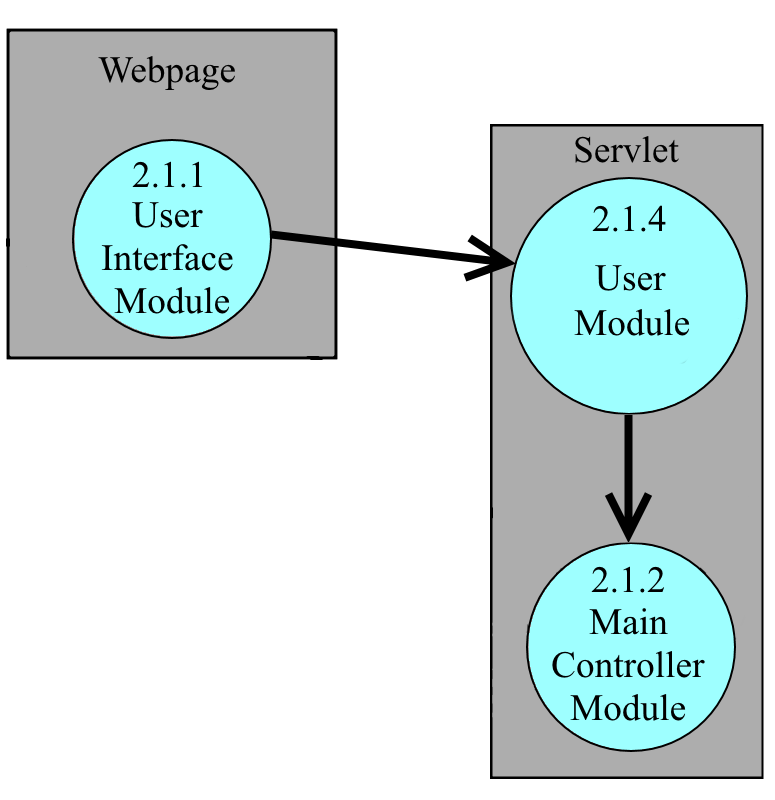 Webpage
2.1.1
User
Interface
Module
Servlet
2.1.4
User
Module
2.1.2
Main
Controller
Module